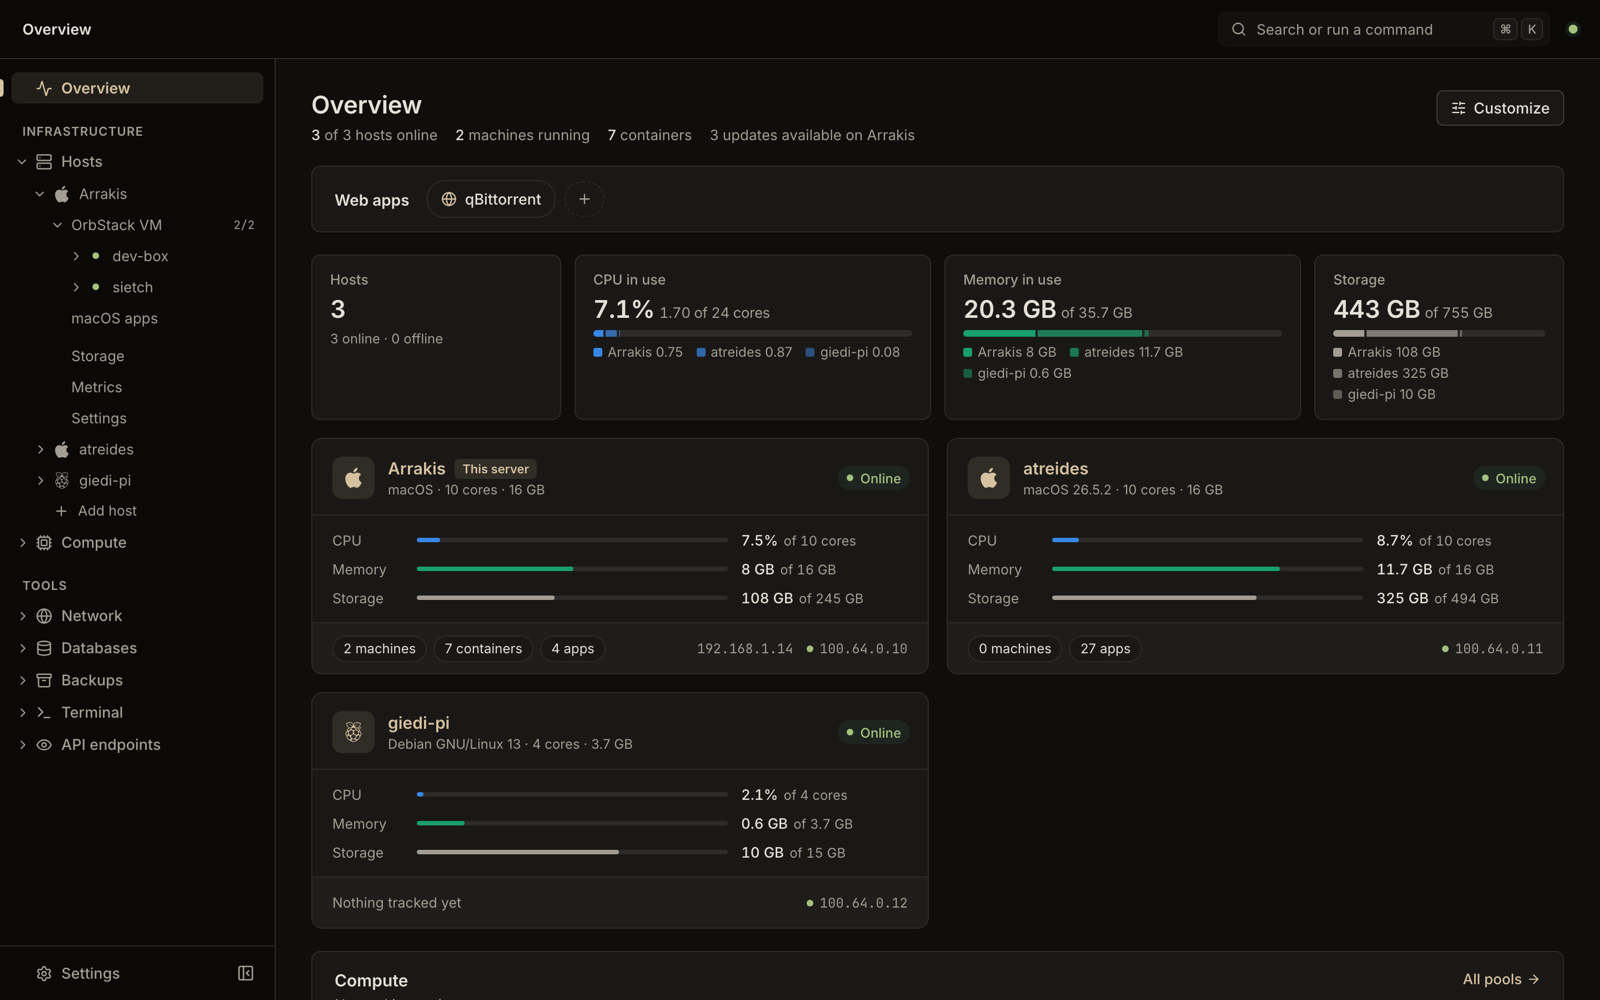 Overview
Search or run a command
⌘ K
Overview
INFRASTRUCTURE
Hosts
Arrakis
OrbStack VM 2/2
dev-box
sietch
macOS apps
Storage
Metrics
Settings
atreides
giedi-pi
+ Add host
Compute
TOOLS
Network
Databases
Backups
Terminal
API endpoints
Settings
Overview
Customize
3 of 3 hosts online 2 machines running 7 containers 3 updates available on Arrakis
Web apps qBittorrent +
Hosts
3
3 online · 0 offline
CPU in use
7.1% 1.70 of 24 cores
Arrakis 0.75 atreides 0.87 giedi-pi 0.08
Memory in use
20.3 GB of 35.7 GB
Arrakis 8 GB atreides 11.7 GB
giedi-pi 0.6 GB
Storage
443 GB of 755 GB
Arrakis 108 GB
atreides 325 GB
giedi-pi 10 GB
Arrakis This server
macOS · 10 cores · 16 GB
Online
CPU 7.5% of 10 cores
Memory 8 GB of 16 GB
Storage 108 GB of 245 GB
2 machines 7 containers 4 apps 192.168.1.14 100.64.0.10
atreides
macOS 26.5.2 · 10 cores · 16 GB
Online
CPU 8.7% of 10 cores
Memory 11.7 GB of 16 GB
Storage 325 GB of 494 GB
0 machines 27 apps 100.64.0.11
giedi-pi
Debian GNU/Linux 13 · 4 cores · 3.7 GB
Online
CPU 2.1% of 4 cores
Memory 0.6 GB of 3.7 GB
Storage 10 GB of 15 GB
Nothing tracked yet 100.64.0.12
Compute
All pools →